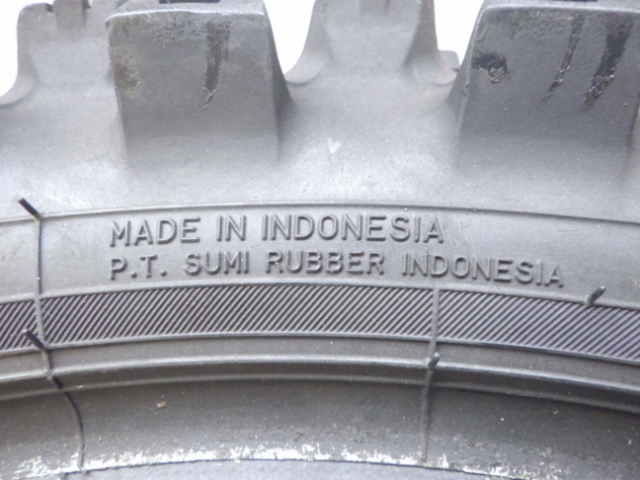 MADE IN INDONESIA
P.T. SUMI RUBBER INDONESIA